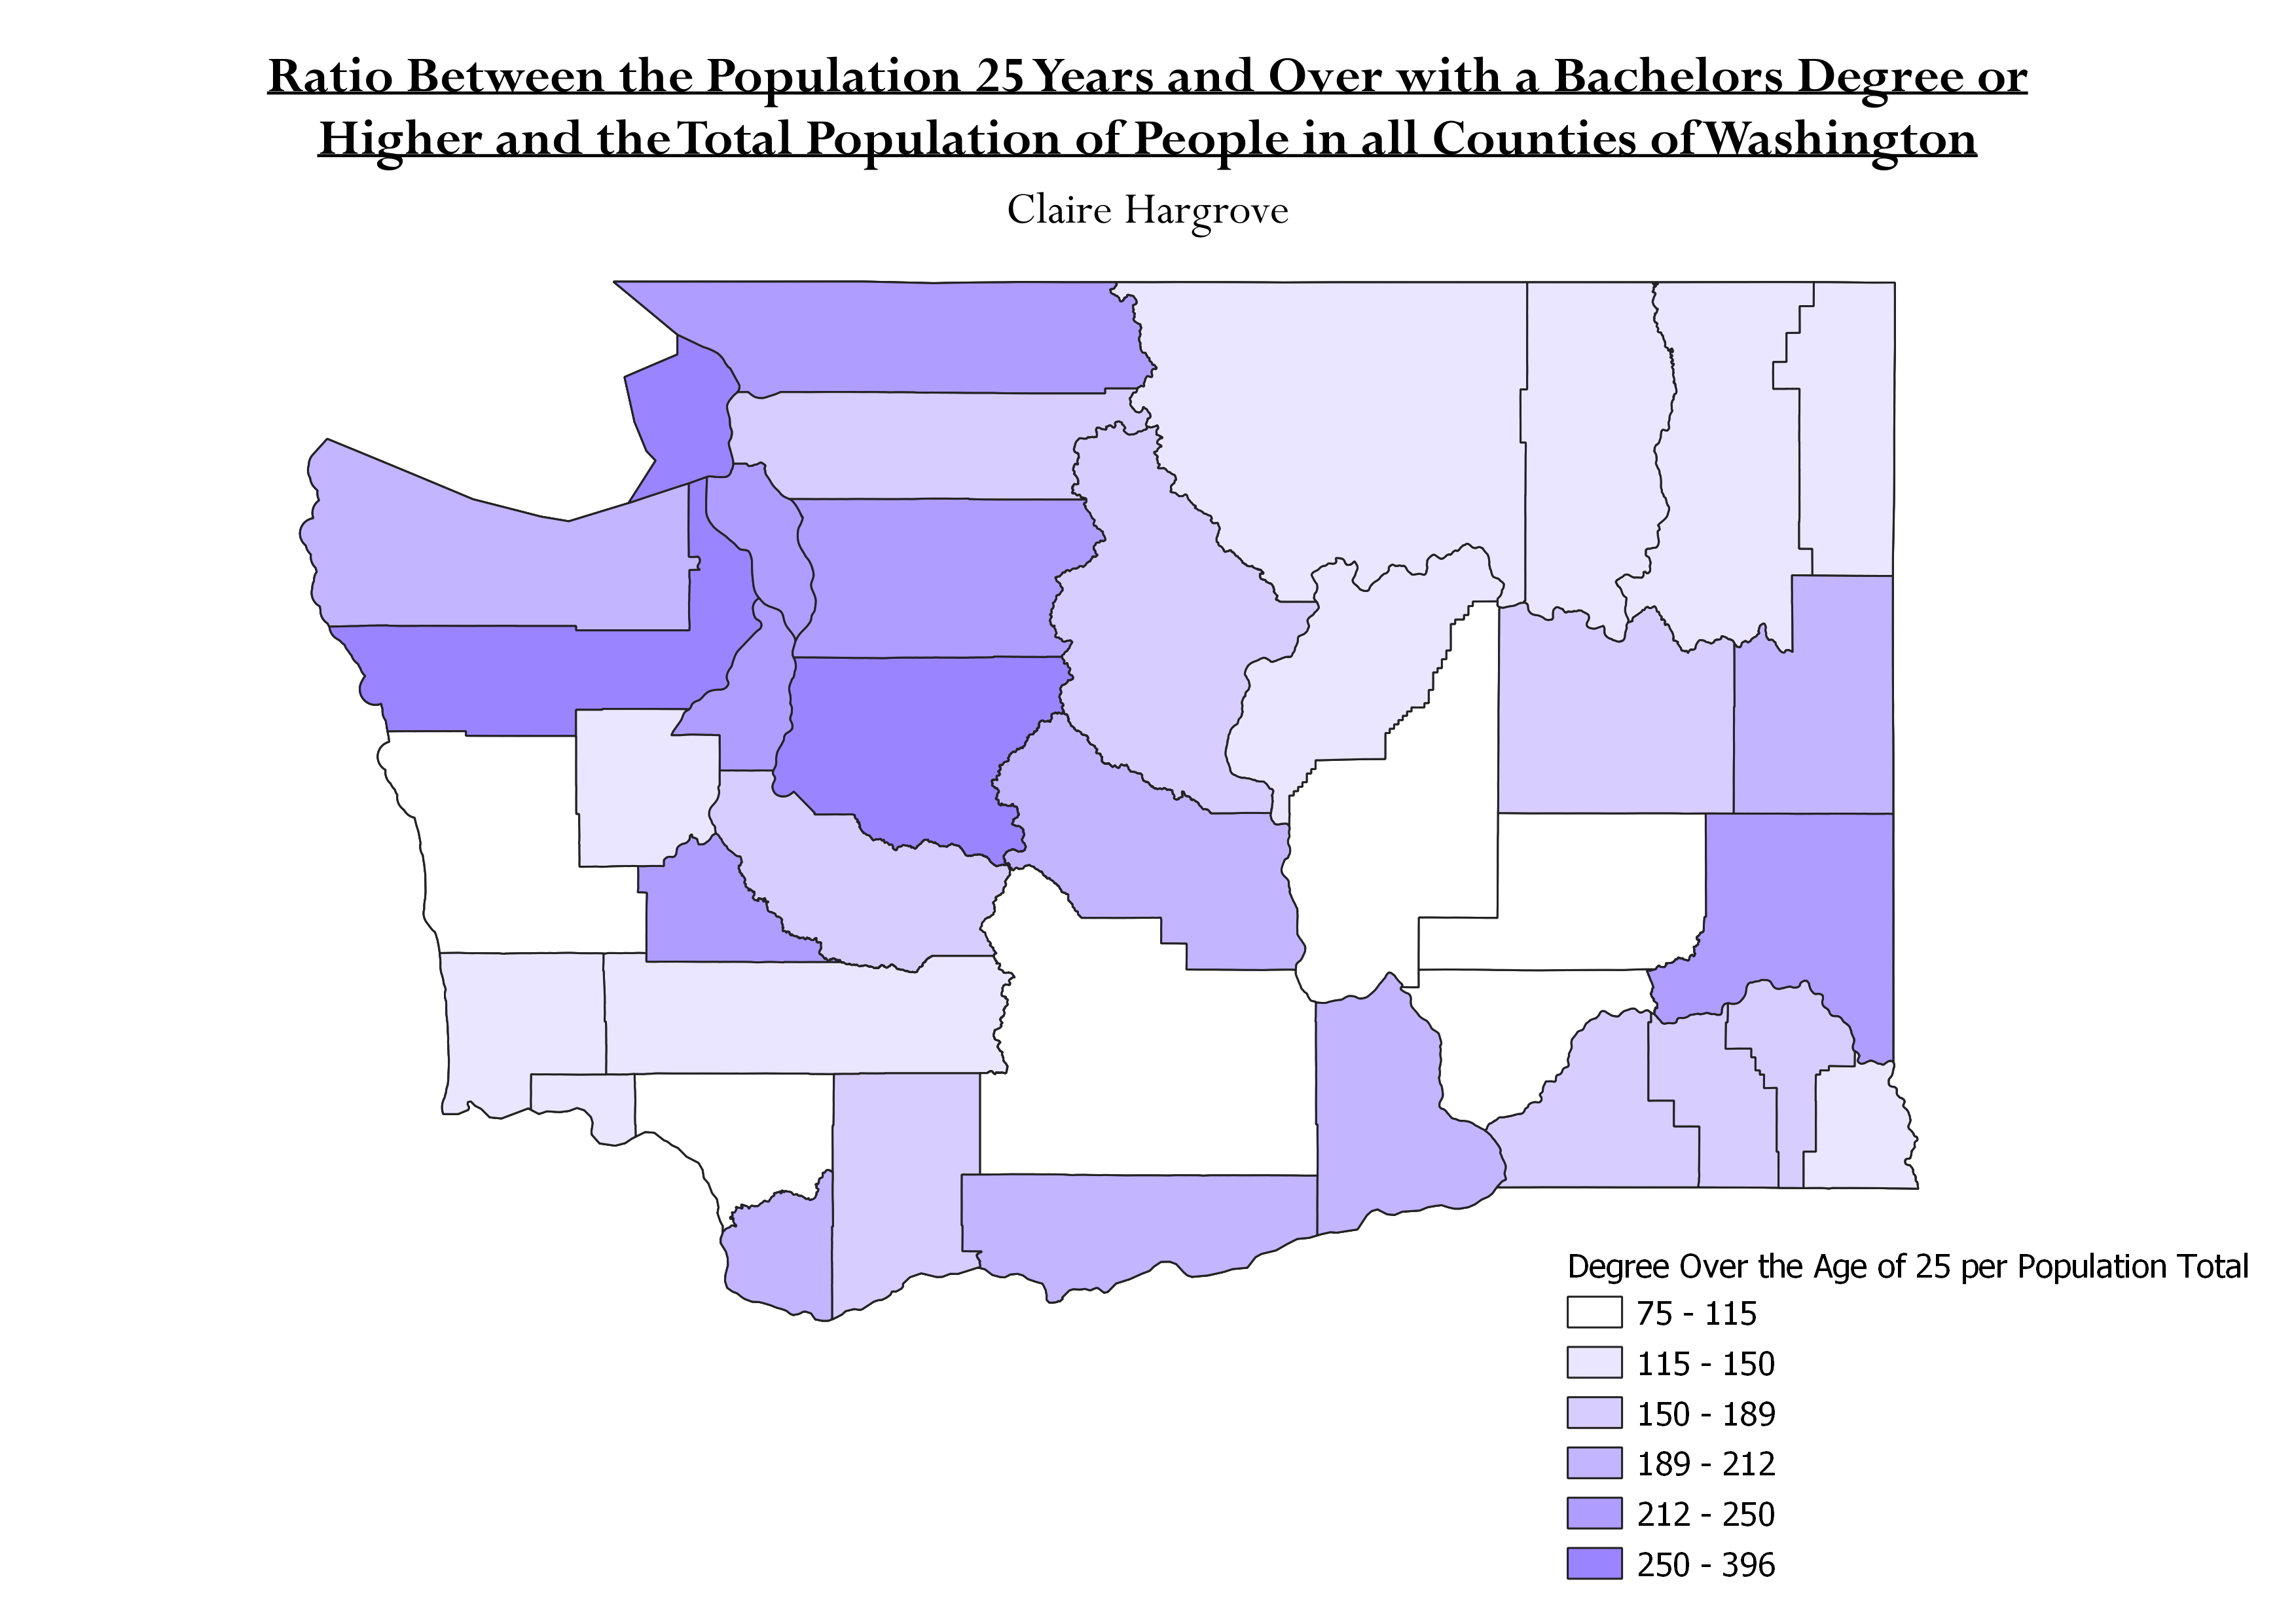 Ratio Between the Population 25 Years and Over with a Bachelors Degree or
Higher and the Total Population of People in all Counties of Washington
Claire Hargrove
Degree Over the Age of 25 per Population Total
75 - 115
115 - 150
150 - 189
189 - 212
212 - 250
250 - 396